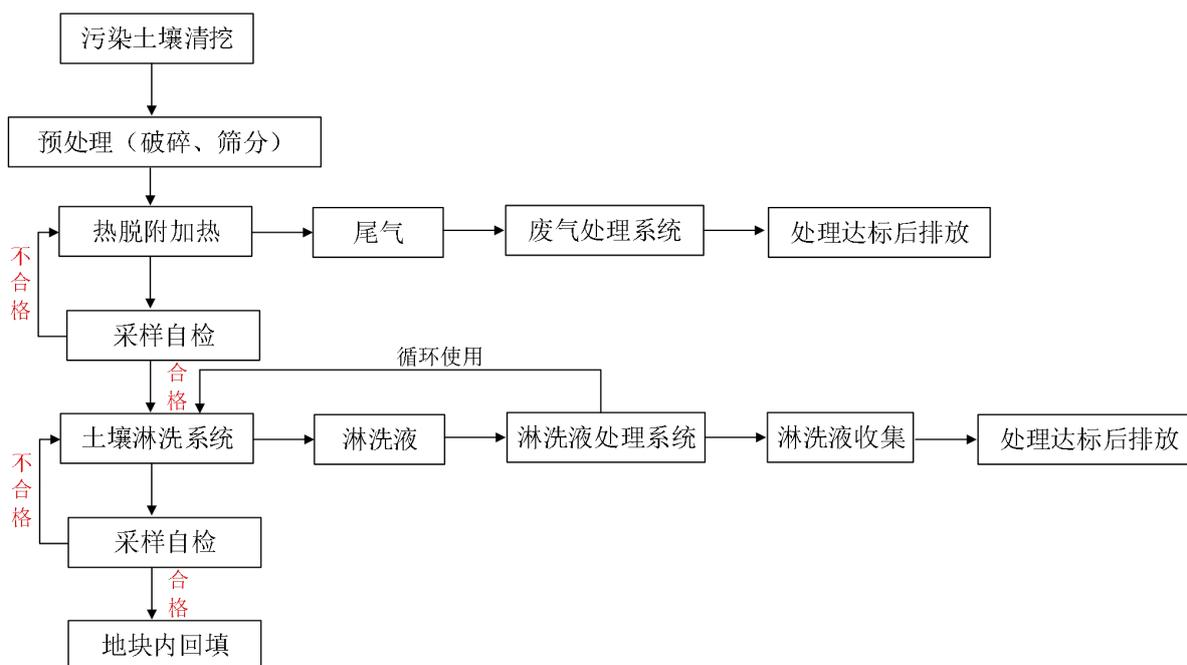 污染土壤清挖
预处理（破碎、筛分）
热脱附加热
尾气
废气处理系统
处理达标后排放
不合格
采样自检
合格
循环使用
土壤淋洗系统
淋洗液
淋洗液处理系统
淋洗液收集
处理达标后排放
不合格
采样自检
合格
地块内回填